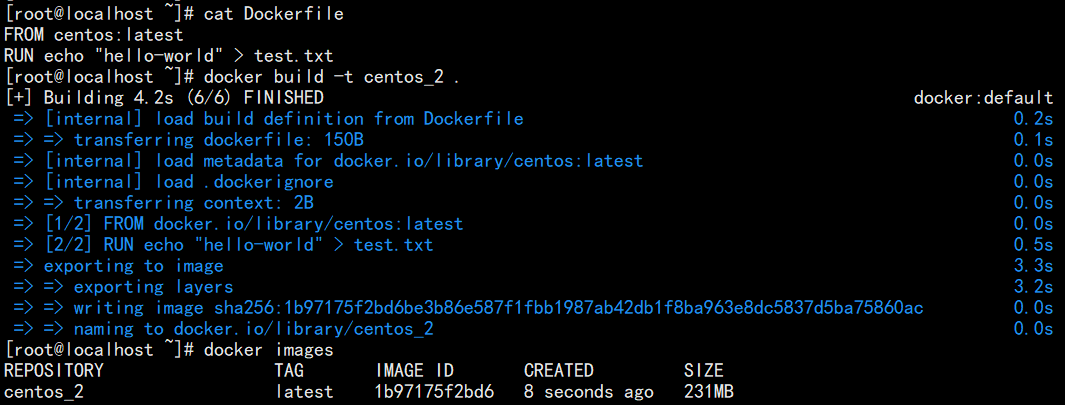 [root@localhost ~]# cat Dockerfile
FROM centos:latest
RUN echo "hello-world" > test.txt
[root@localhost ~]# docker build -t centos_2 .
[+] Building 4.2s (6/6) FINISHED docker:default
=> [internal] load build definition from Dockerfile 0.2s
=> => transferring dockerfile: 150B 0.1s
=> [internal] load metadata for docker.io/library/centos:latest 0.0s
=> [internal] load .dockerignore 0.0s
=> => transferring context: 2B 0.0s
=> [1/2] FROM docker.io/library/centos:latest 0.0s
=> [2/2] RUN echo "hello-world" > test.txt 0.5s
=> exporting to image 3.3s
=> => exporting layers 3.2s
=> => writing image sha256:1b97175f2bd6be3b86e587f1fbb1987ab42db1f8ba963e8dc5837d5ba75860ac 0.0s
=> => naming to docker.io/library/centos_2 0.0s
[root@localhost ~]# docker images
REPOSITORY TAG IMAGE ID CREATED SIZE
centos_2 latest 1b97175f2bd6 8 seconds ago 231MB